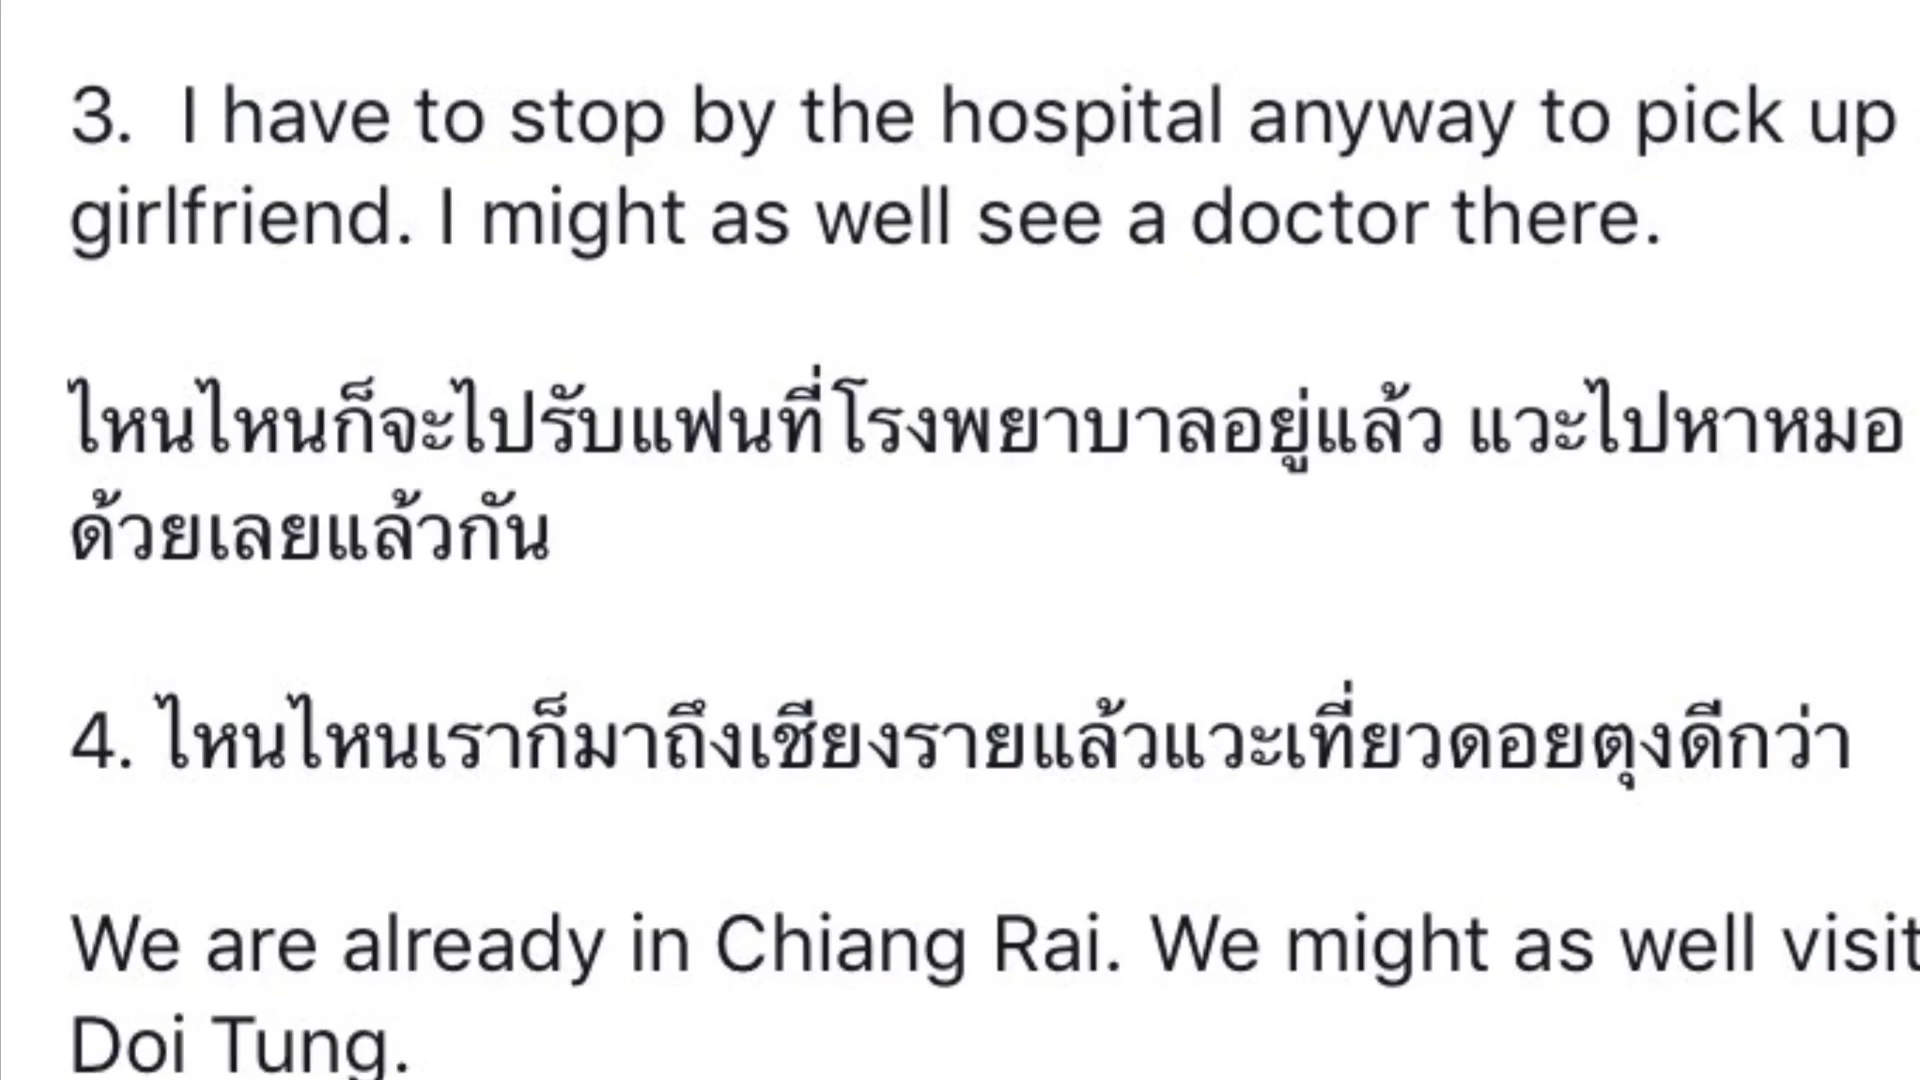 3. I have to stop by the hospital anyway to pick up
girlfriend. I might as well see a doctor there.
ไหนไหนก็จะไปรับแฟนที่โรงพยาบาลอยู่แล้ว แวะไปหาหมอ
ด้วยเลยแล้วกัน
4. ไหนไหนเราก็มาถึงเชียงรายแล้วแวะเที่ยวดอยตุงดีกว่า
We are already in Chiang Rai. We might as well visit
Doi Tung.